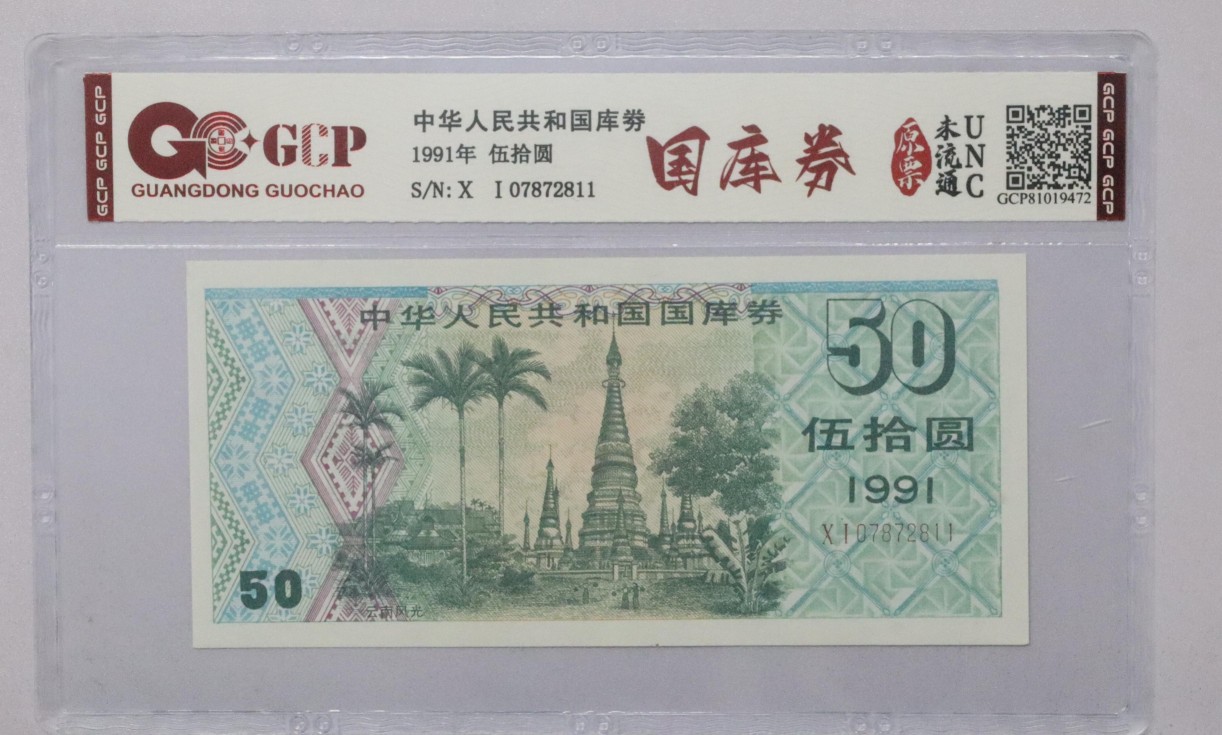 GCP GCP GCP
GCP
GUANGDONG GUOCHAO
中华人民共和国库券
1991年 伍拾圆
S/N: X I 07872811
国库券
原票
未流通
UNC
GCP81019472
GCP GCP GCP
中华人民共和国国库券
50
伍拾圆
1991
X I 07872811
50
云南风光